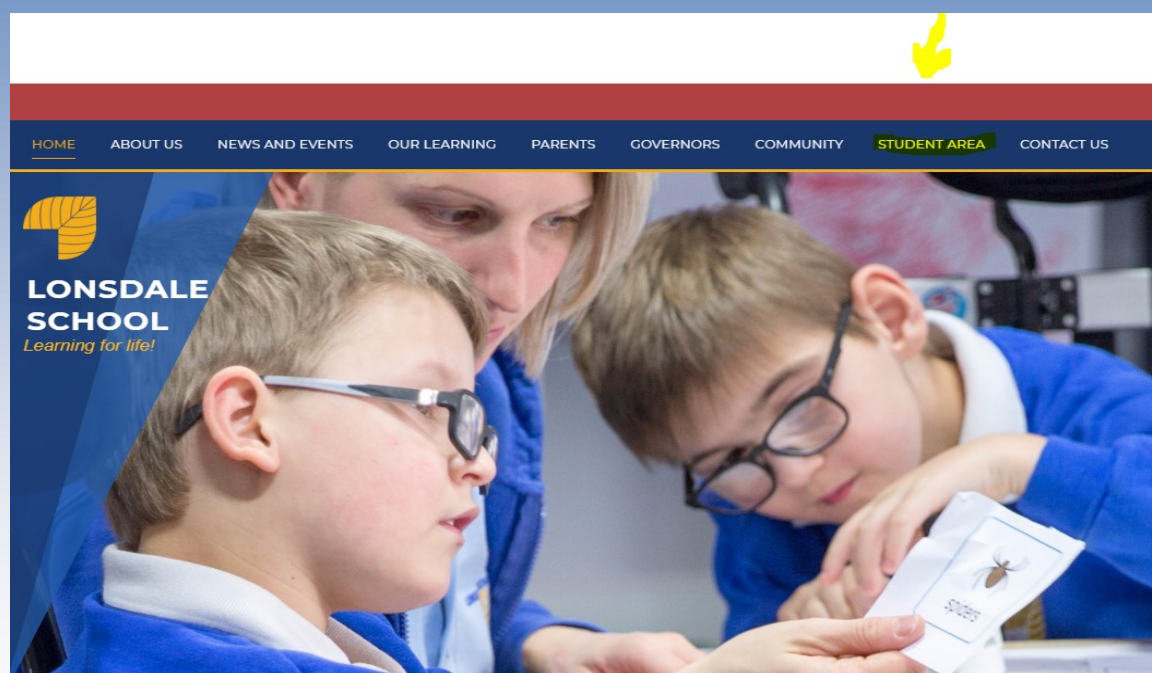 HOME ABOUT US NEWS AND EVENTS OUR LEARNING PARENTS GOVERNORS COMMUNITY STUDENT AREA CONTACT US
LONSDALE
SCHOOL
Learning for life!
spiders